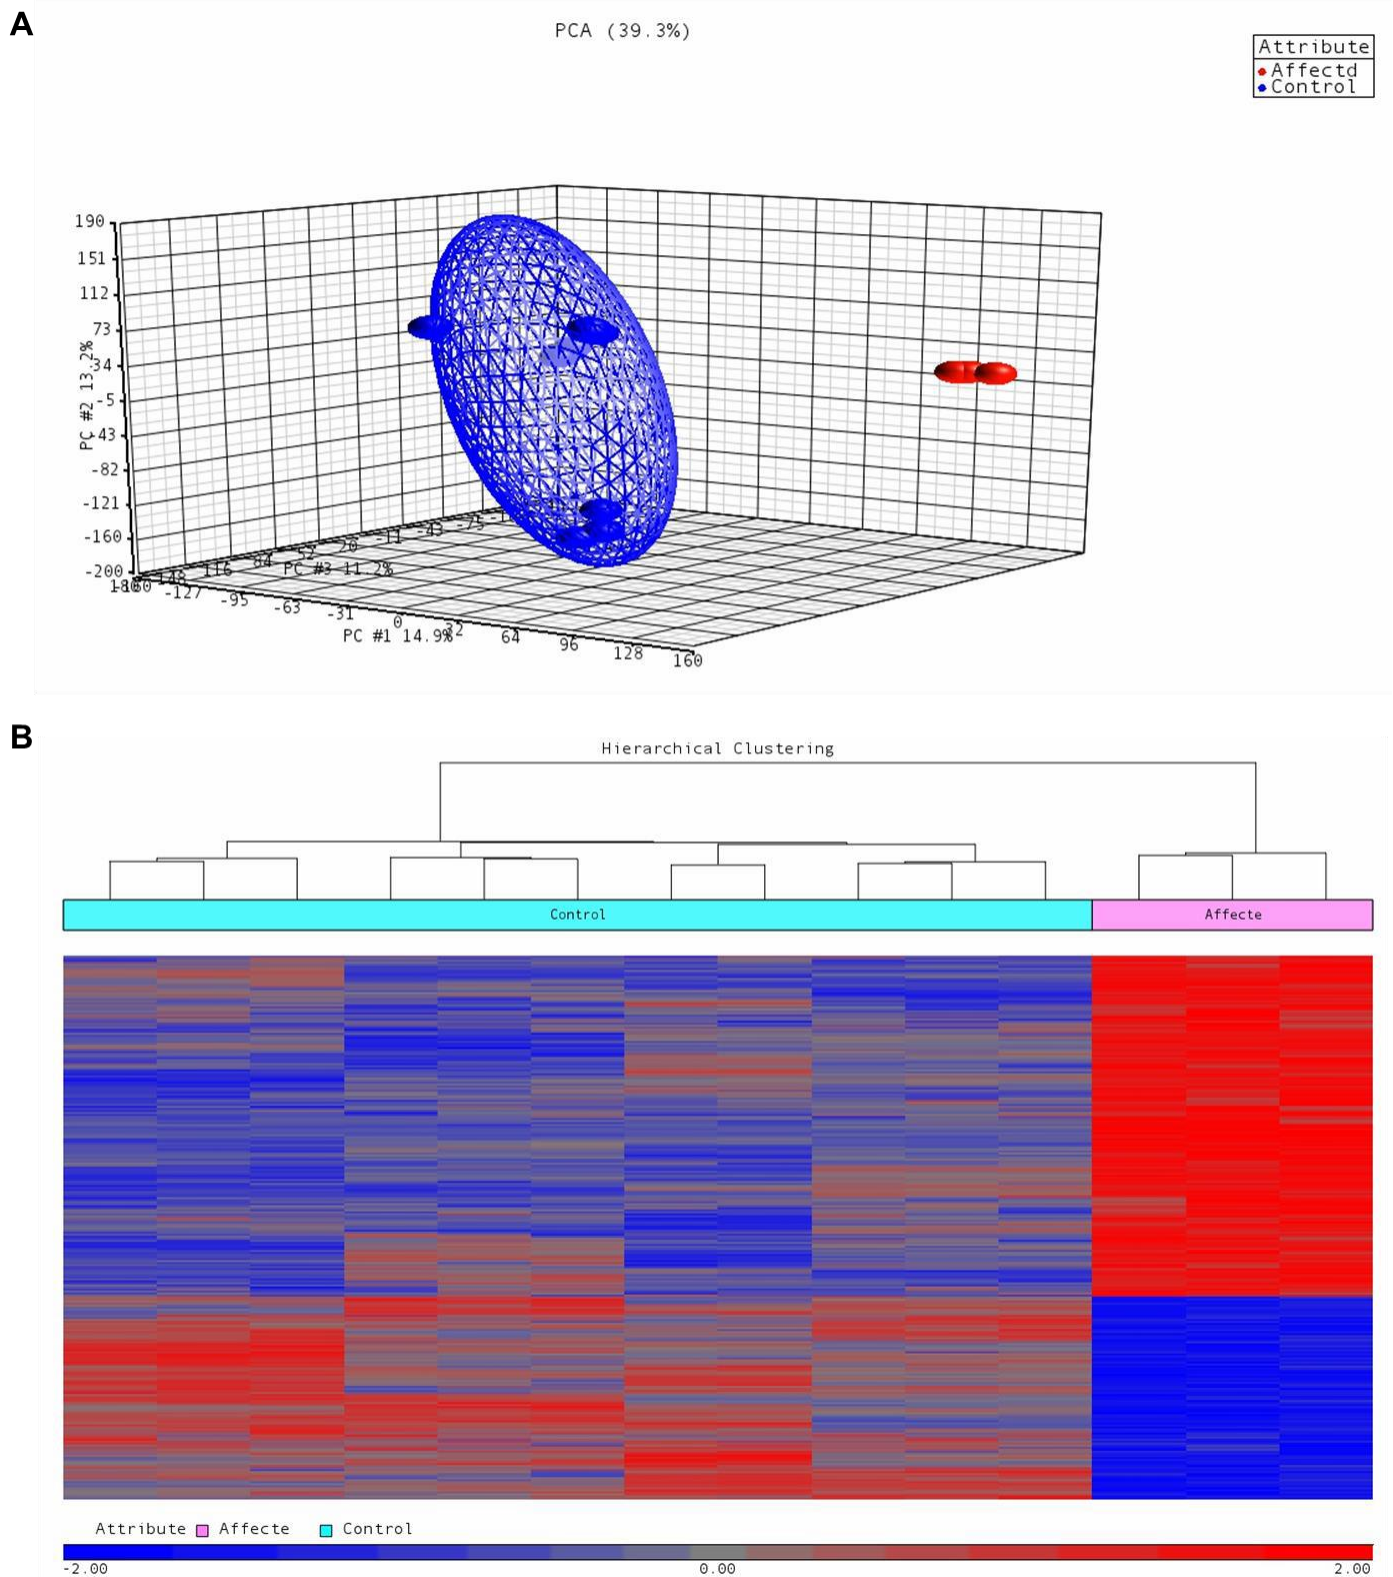 A
PCA (39.3%)
Attribute
Affectd
Control
190
151
112
73
34
-5
-43
-82
-121
-160
-200
PC #2 13.2%
-11
-43
-75
20
52
84
116
148
180
PC #3 11.2%
-127
-95
-63
-31
0
32
64
96
128
160
PC #1 14.9%
B
Hierarchical Clustering
Control
Affecte
Attribute Affecte Control
-2.00 0.00 2.00